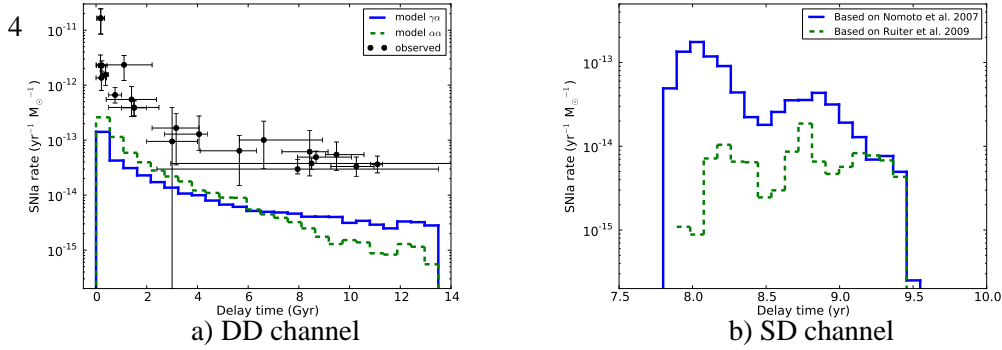 4
SNIa rate (yr⁻¹ M☉⁻¹)
10⁻¹¹
10⁻¹²
10⁻¹³
10⁻¹⁴
10⁻¹⁵
model γα
model αα
observed
0 2 4 6 8 10 12 14
Delay time (Gyr)
a) DD channel
SNIa rate (yr⁻¹ M☉⁻¹)
10⁻¹³
10⁻¹⁴
10⁻¹⁵
Based on Nomoto et al. 2007
Based on Ruiter et al. 2009
7.5 8.0 8.5 9.0 9.5 10.0
Delay time (yr)
b) SD channel